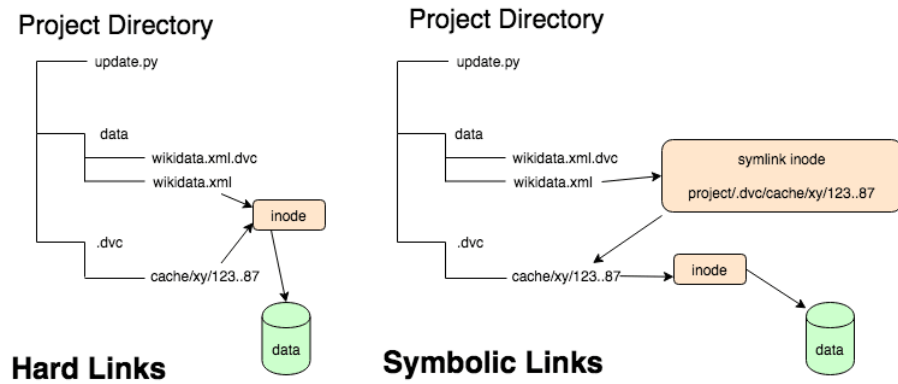 Project Directory
update.py
data
wikidata.xml.dvc
wikidata.xml
inode
.dvc
cache/xy/123..87
data
Hard Links
Project Directory
update.py
data
wikidata.xml.dvc
wikidata.xml
symlink inode
project/.dvc/cache/xy/123..87
.dvc
cache/xy/123..87
inode
data
Symbolic Links